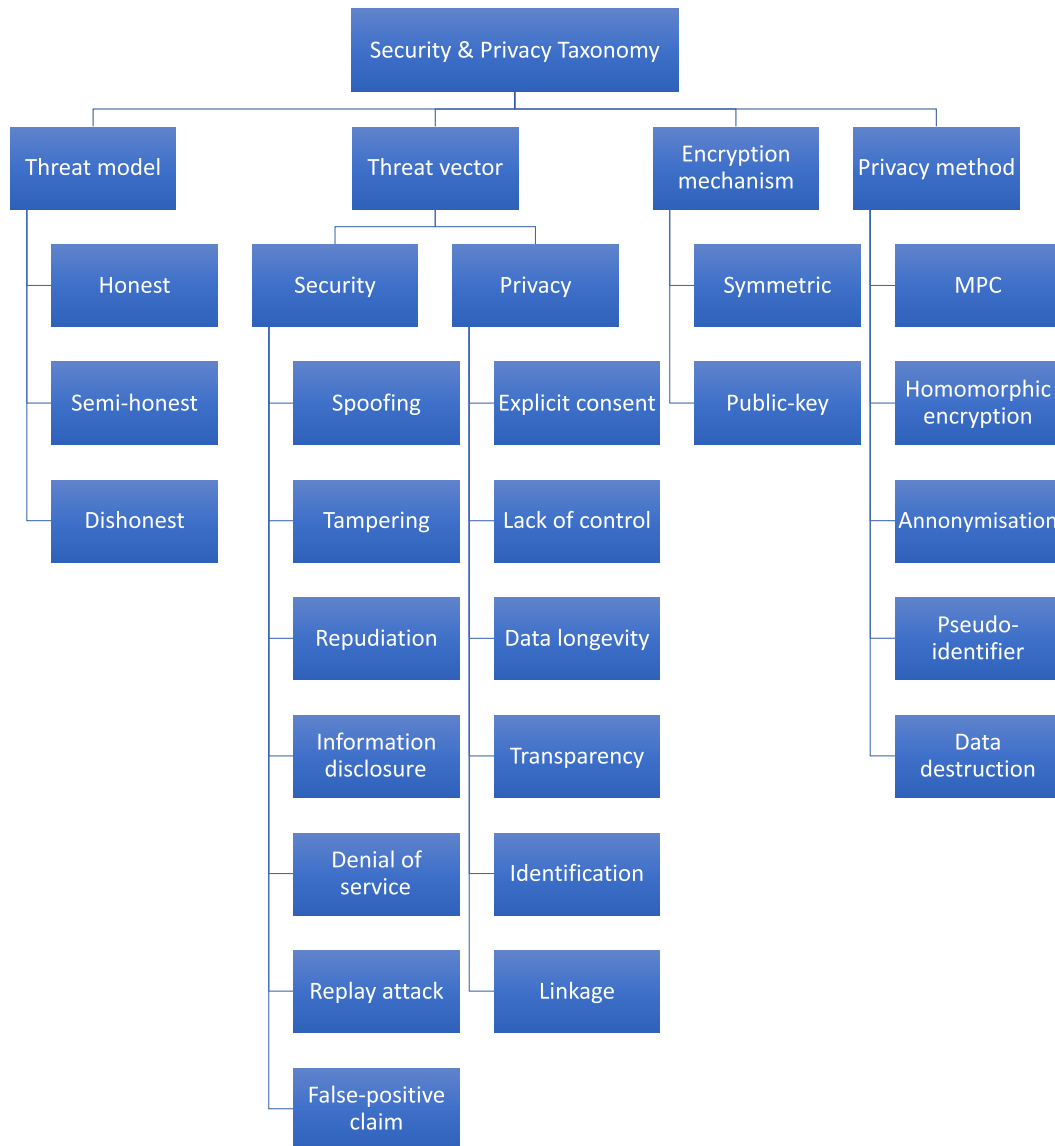 Security & Privacy Taxonomy
Threat model
Threat vector
Encryption
mechanism
Privacy method
Honest
Semi-honest
Dishonest
Security
Privacy
Spoofing
Tampering
Repudiation
Information
disclosure
Denial of
service
Replay attack
False-positive
claim
Explicit consent
Lack of control
Data longevity
Transparency
Identification
Linkage
Symmetric
Public-key
MPC
Homomorphic
encryption
Annonymisation
Pseudo-
identifier
Data
destruction